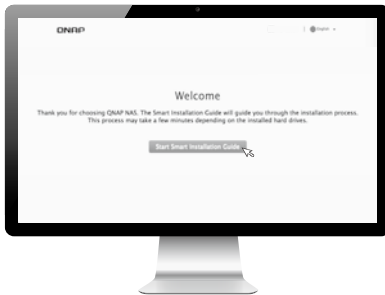 QNAP
English
Welcome
Thank you for choosing QNAP NAS. The Smart Installation Guide will guide you through the installation process.
This process may take a few minutes depending on the installed hard drives.
Start Smart Installation Guide